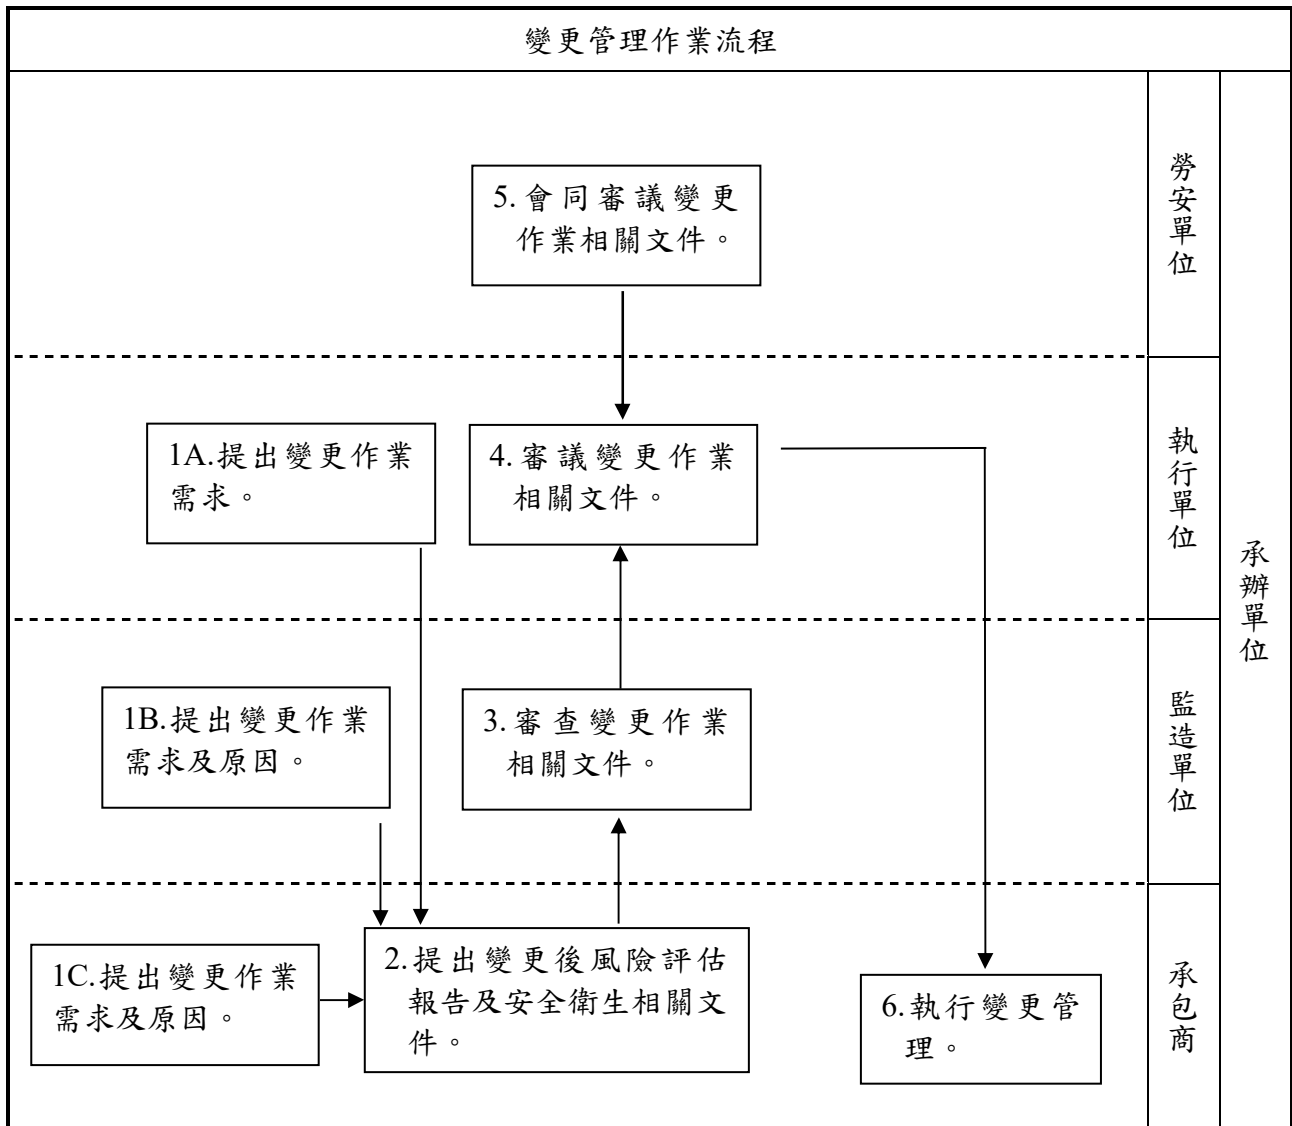 變更管理作業流程
5.會同審議變更
作業相關文件。
勞安單位
1A.提出變更作業
需求。
4.審議變更作業
相關文件。
執行單位
承辦單位
1B.提出變更作業
需求及原因。
3.審查變更作業
相關文件。
監造單位
1C.提出變更作業
需求及原因。
2.提出變更後風險評估
報告及安全衛生相關文
件。
6.執行變更管
理。
承包商